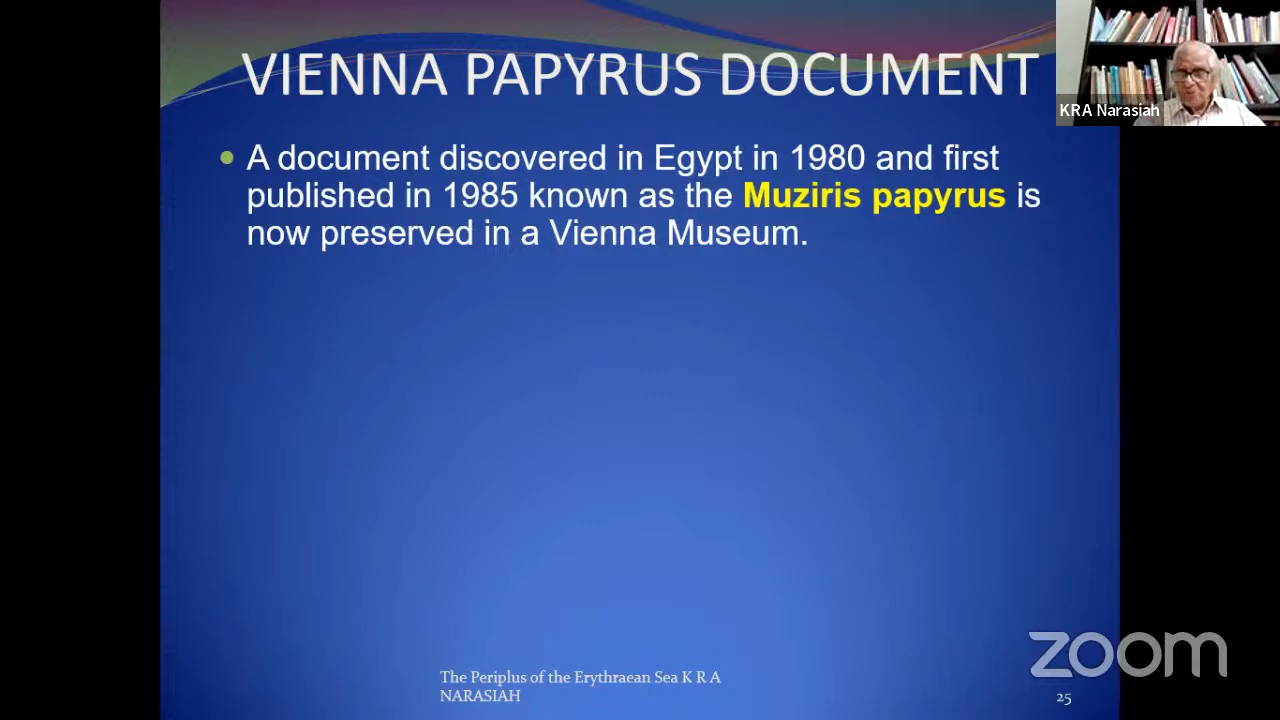 VIENNA PAPYRUS DOCUMENT
KRA Narasiah
• A document discovered in Egypt in 1980 and first
published in 1985 known as the Muziris papyrus is
now preserved in a Vienna Museum.
zoom
The Periplus of the Erythraean Sea K R A
NARASIAH
25